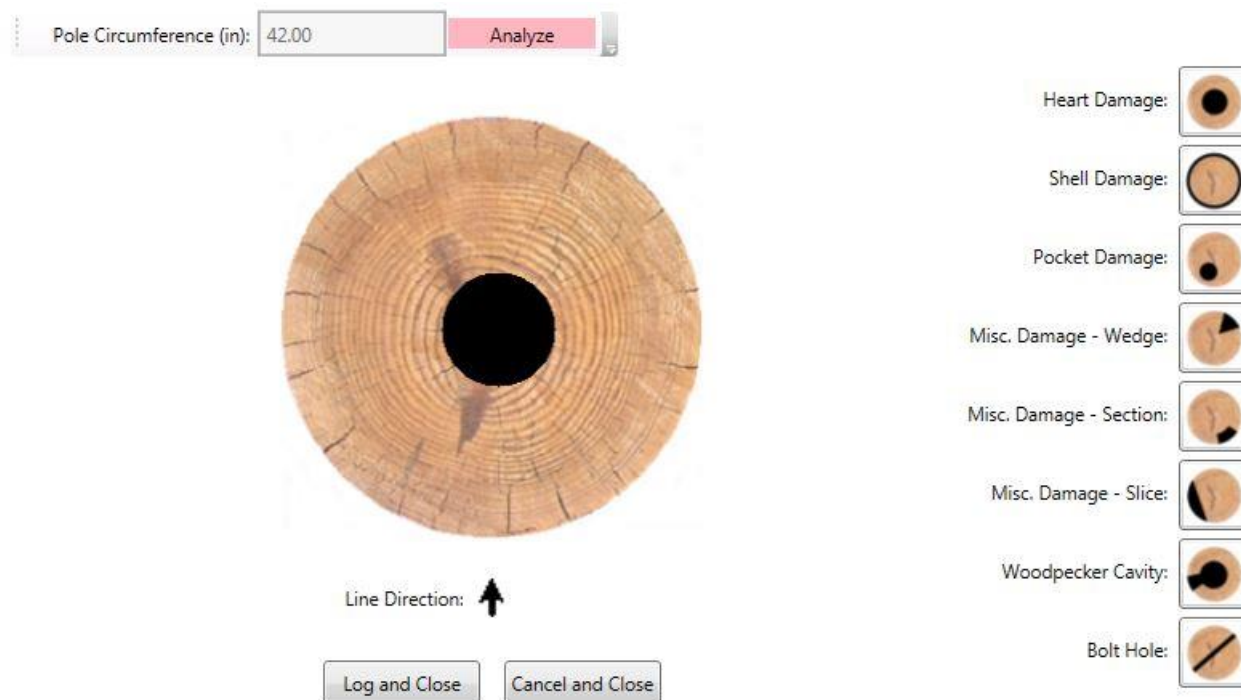 Pole Circumference (in): 42.00 Analyze
Heart Damage:
Shell Damage:
Pocket Damage:
Misc. Damage - Wedge:
Misc. Damage - Section:
Misc. Damage - Slice:
Woodpecker Cavity:
Bolt Hole:
Line Direction:
Log and Close Cancel and Close